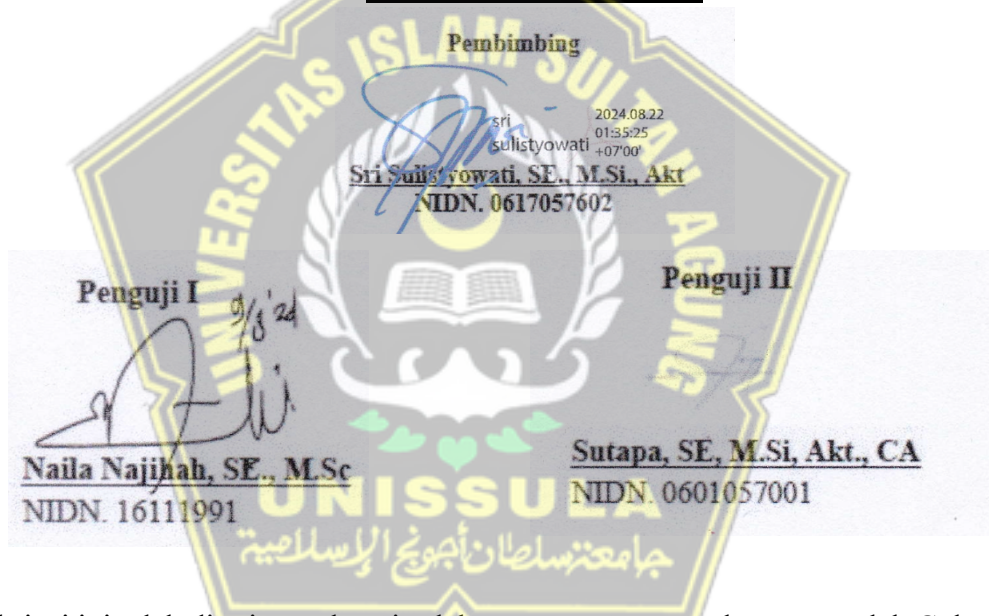 UNIVERSITAS ISLAM SULTAN AGUNG
Pembimbing
sri
sulistyowati
2024.08.22
01:35:25
+07'00'
Sri Sulistyowati, SE., M.Si., Akt
NIDN. 0617057602
Penguji I
Penguji II
Naila Najihah, SE., M.Sc
NIDN. 16111991
Sutapa, SE, M.Si, Akt., CA
NIDN. 0601057001
UNISSULA
جامعتنسلطان أجونج الإسلامية